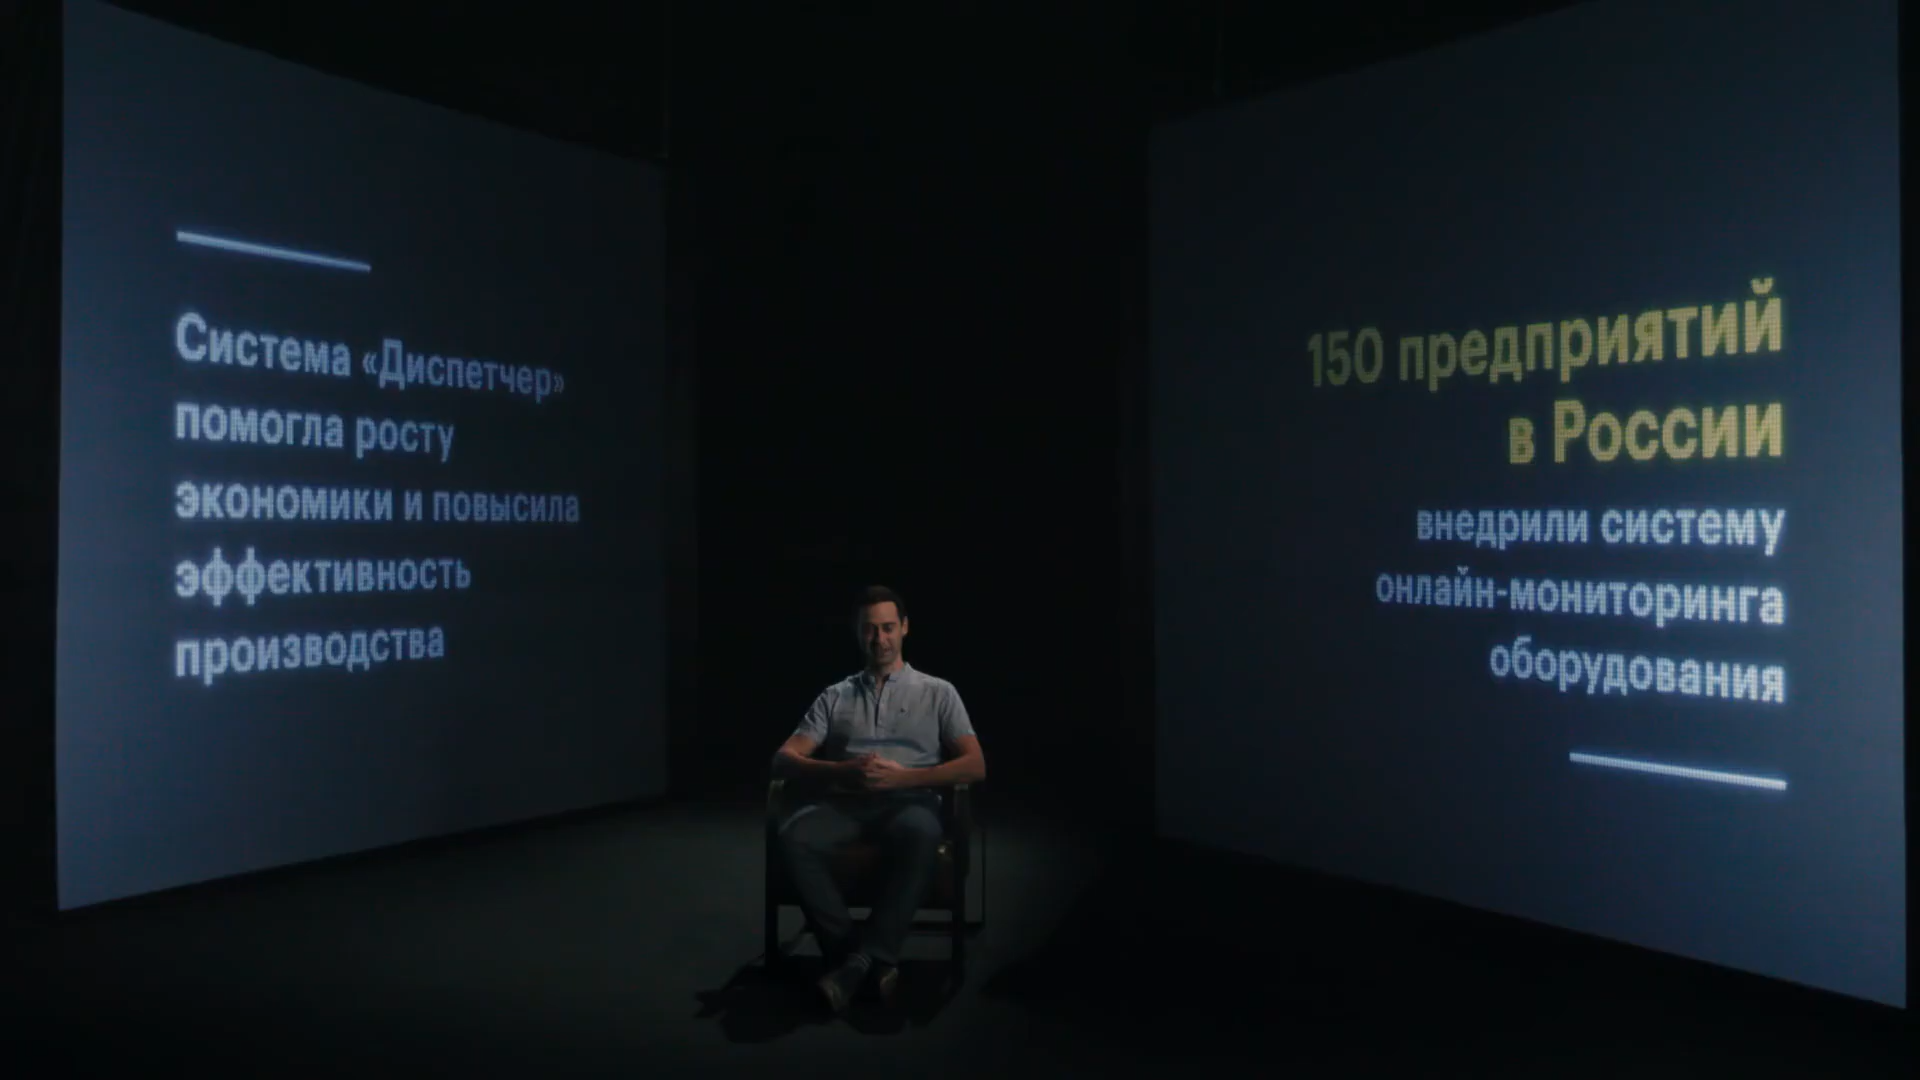 Система «Диспетчер»
помогла росту
экономики и повысила
эффективность
производства
150 предприятий
в России
внедрили систему
онлайн-мониторинга
оборудования